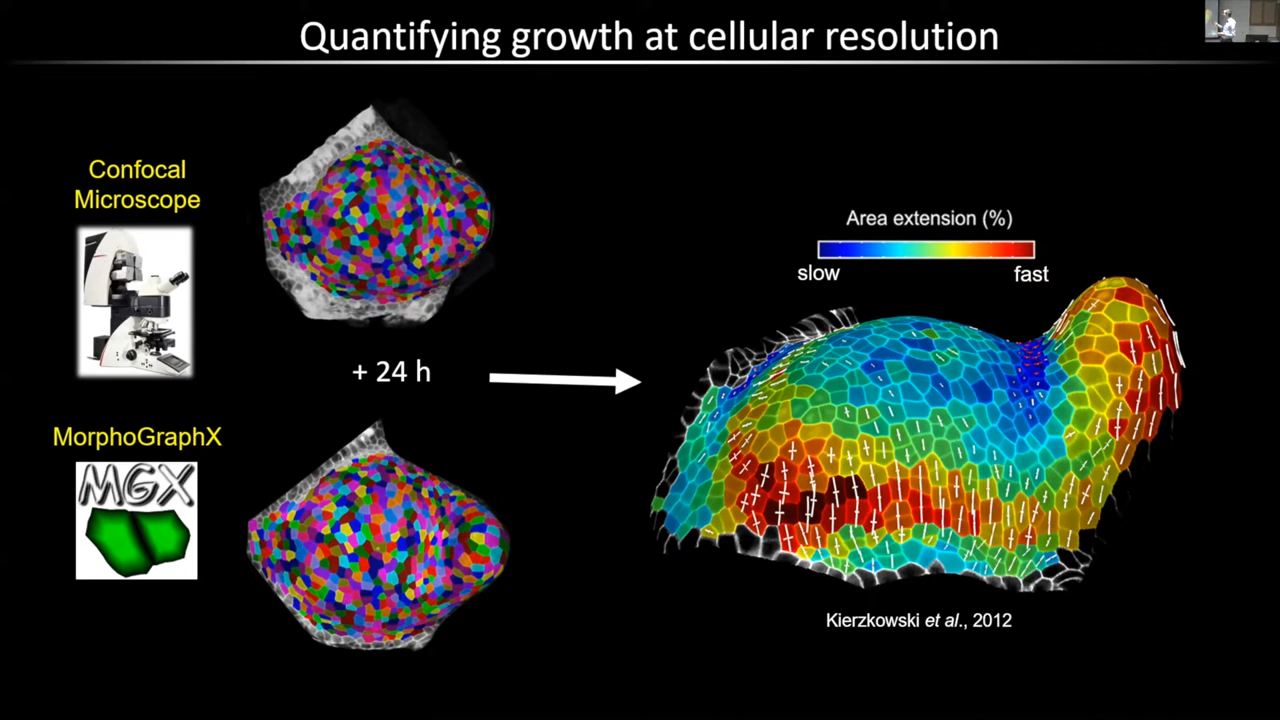 Quantifying growth at cellular resolution
Confocal
Microscope
+ 24 h
MorphoGraphX
MGX
Area extension (%)
slow
fast
Kierzkowski et al., 2012